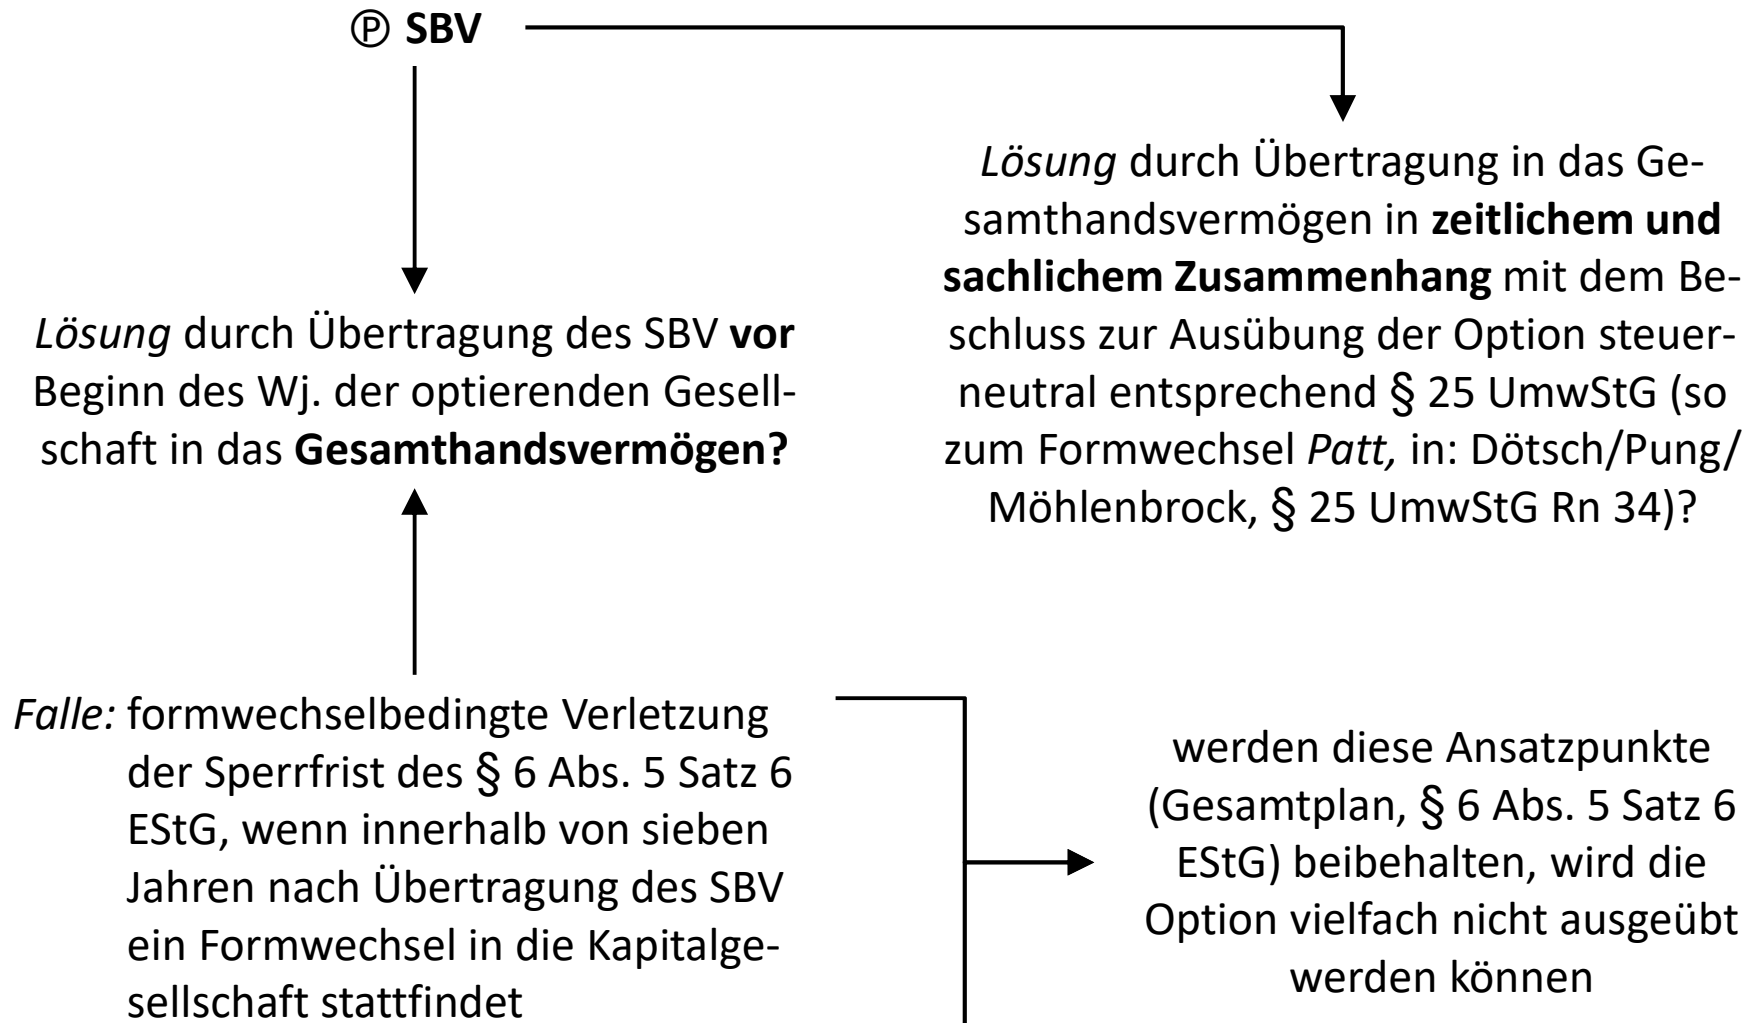 Ⓟ SBV
Lösung durch Übertragung des SBV vor
Beginn des Wj. der optierenden Gesell-
schaft in das Gesamthandsvermögen?
Lösung durch Übertragung in das Ge-
samthandsvermögen in zeitlichem und
sachlichem Zusammenhang mit dem Be-
schluss zur Ausübung der Option steuer-
neutral entsprechend § 25 UmwStG (so
zum Formwechsel Patt, in: Dötsch/Pung/
Möhlenbrock, § 25 UmwStG Rn 34)?
Falle: formwechselbedingte Verletzung
der Sperrfrist des § 6 Abs. 5 Satz 6
EStG, wenn innerhalb von sieben
Jahren nach Übertragung des SBV
ein Formwechsel in die Kapitalge-
sellschaft stattfindet
werden diese Ansatzpunkte
(Gesamtplan, § 6 Abs. 5 Satz 6
EStG) beibehalten, wird die
Option vielfach nicht ausgeübt
werden können